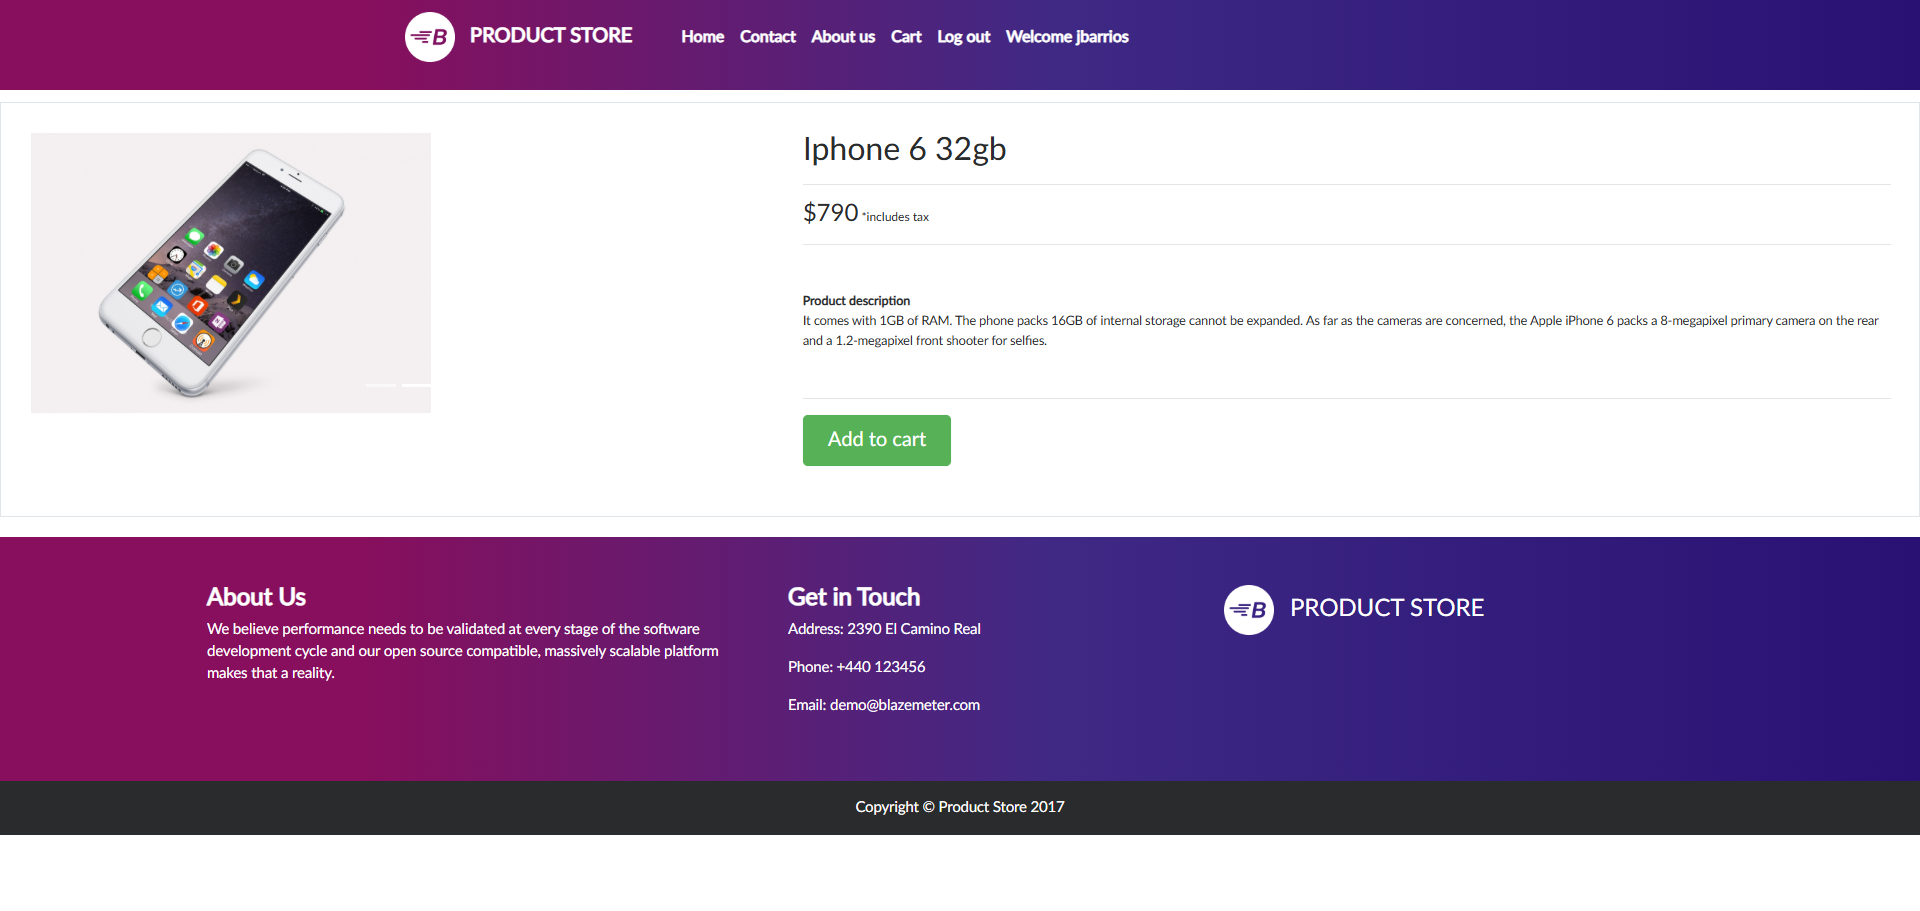 B PRODUCT STORE Home Contact About us Cart Log out Welcome jbarrios
Iphone 6 32gb
$790 *includes tax
Product description
It comes with 1GB of RAM. The phone packs 16GB of internal storage cannot be expanded. As far as the cameras are concerned, the Apple iPhone 6 packs a 8-megapixel primary camera on the rear
and a 1.2-megapixel front shooter for selfies.
Add to cart
About Us
We believe performance needs to be validated at every stage of the software
development cycle and our open source compatible, massively scalable platform
makes that a reality.
Get in Touch
Address: 2390 El Camino Real
Phone: +440 123456
Email: demo@blazemeter.com
B PRODUCT STORE
Copyright © Product Store 2017